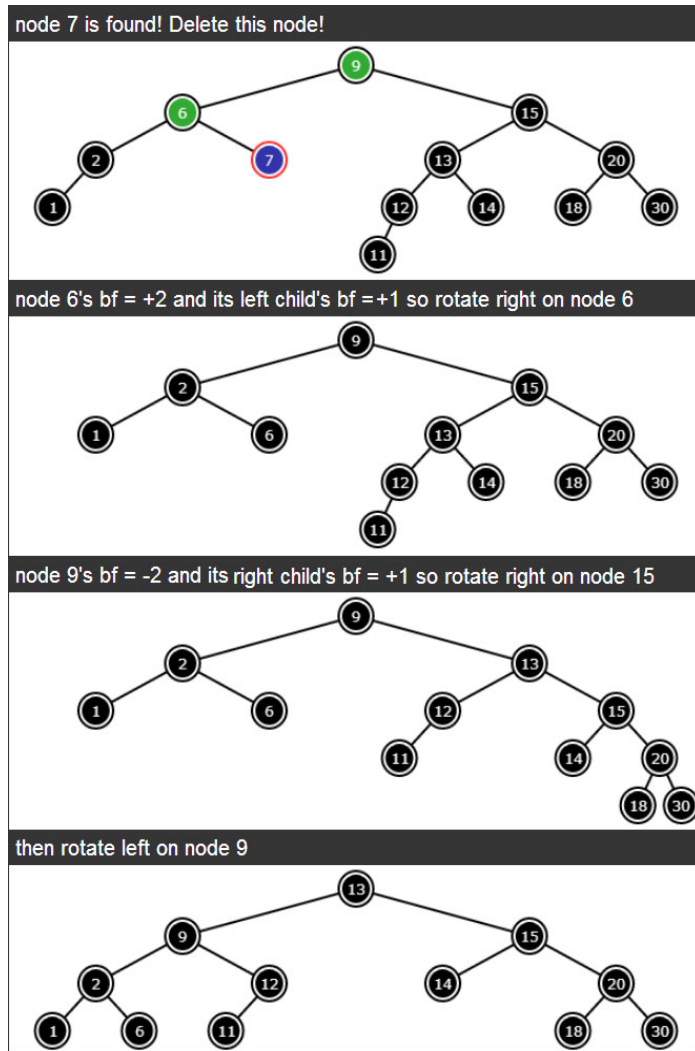 node 7 is found! Delete this node!
9
6 15
2 7 13 20
1 12 14 18 30
11
node 6's bf = +2 and its left child's bf =+1 so rotate right on node 6
9
2 15
1 6 13 20
12 14 18 30
11
node 9's bf = -2 and its right child's bf = +1 so rotate right on node 15
9
2 13
1 6 12 15
11 14 20
18 30
then rotate left on node 9
13
9 15
2 12 14 20
1 6 11 18 30